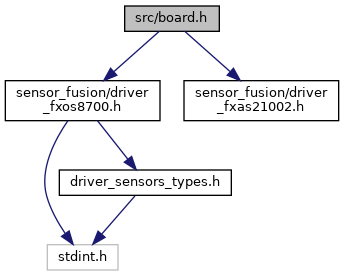 src/board.h
sensor_fusion/driver
_fxos8700.h
sensor_fusion/driver
_fxas21002.h
driver_sensors_types.h
stdint.h